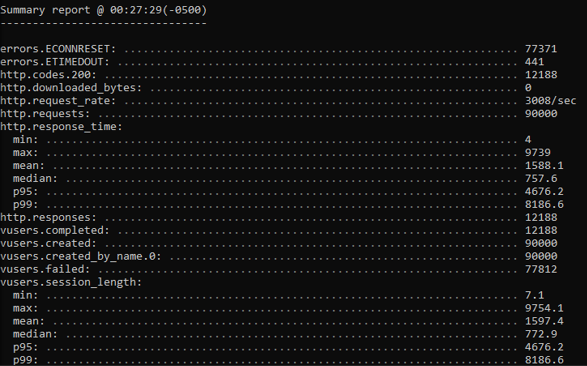 Summary report @ 00:27:29(-0500)
--------------------------------
errors.ECONNRESET: .............................................................. 77371
errors.ETIMEDOUT: ............................................................... 441
http.codes.200: ................................................................. 12188
http.downloaded_bytes: .......................................................... 0
http.request_rate: .............................................................. 3008/sec
http.requests: .................................................................. 90000
http.response_time:
  min: .......................................................................... 4
  max: .......................................................................... 9739
  mean: ......................................................................... 1588.1
  median: ....................................................................... 757.6
  p95: .......................................................................... 4676.2
  p99: .......................................................................... 8186.6
http.responses: ................................................................. 12188
vusers.completed: ............................................................... 12188
vusers.created: ................................................................. 90000
vusers.created_by_name.0: ....................................................... 90000
vusers.failed: .................................................................. 77812
vusers.session_length:
  min: .......................................................................... 7.1
  max: .......................................................................... 9754.1
  mean: ......................................................................... 1597.4
  median: ....................................................................... 772.9
  p95: .......................................................................... 4676.2
  p99: .......................................................................... 8186.6